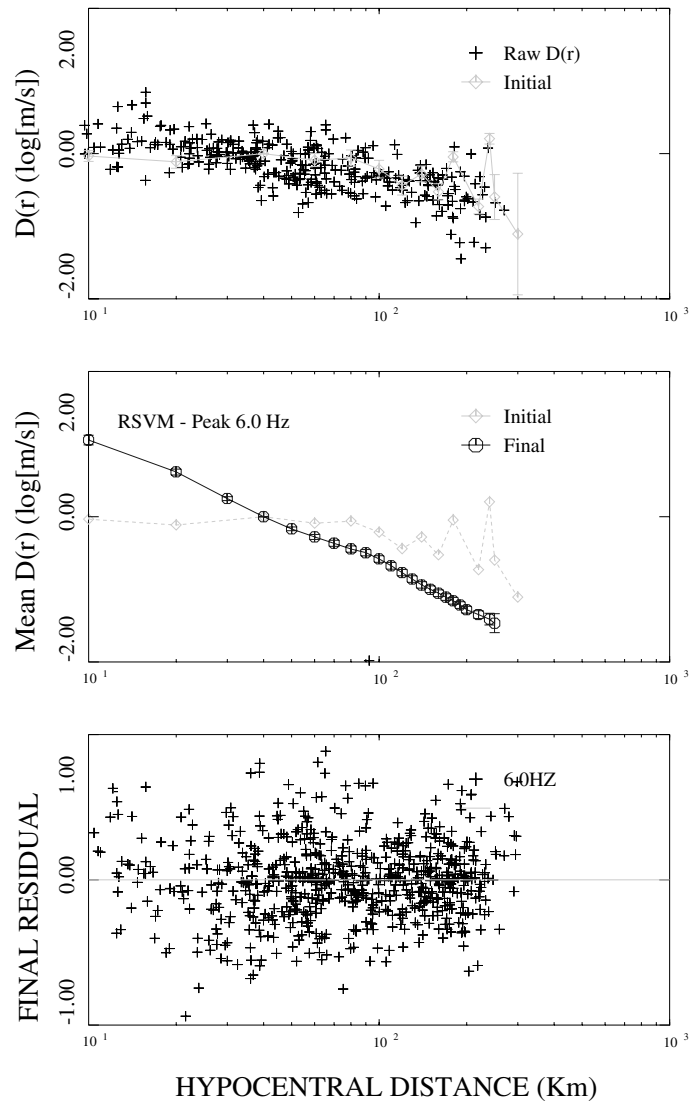 D(r) (log[m/s])
2.00
0.00
-2.00
Raw D(r)
Initial
10 1
10 2
10 3
Mean D(r) (log[m/s])
2.00
0.00
-2.00
RSVM - Peak 6.0 Hz
Initial
Final
10 1
10 2
10 3
FINAL RESIDUAL
1.00
0.00
-1.00
6.0HZ
10 1
10 2
10 3
HYPOCENTRAL DISTANCE (Km)